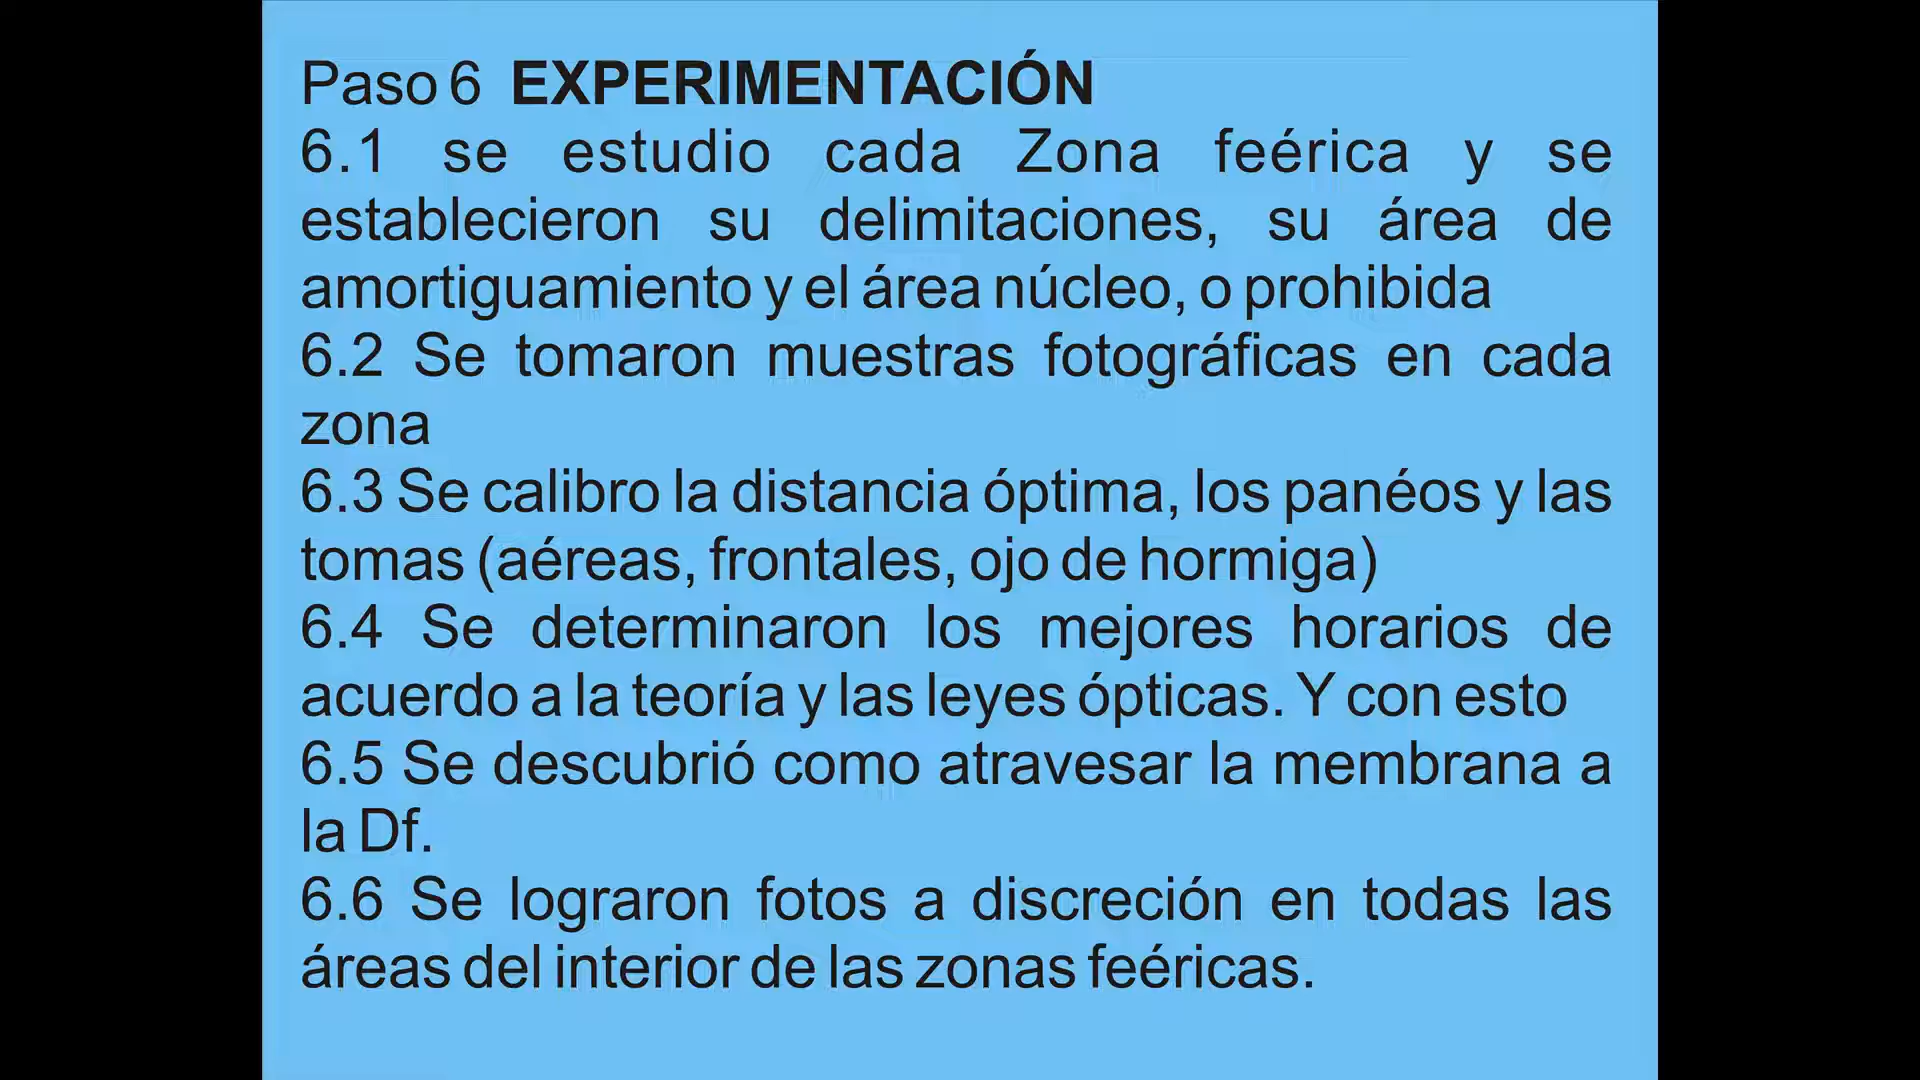 Paso 6 EXPERIMENTACIÓN
6.1 se estudio cada Zona feérica y se
establecieron su delimitaciones, su área de
amortiguamiento y el área núcleo, o prohibida
6.2 Se tomaron muestras fotográficas en cada
zona
6.3 Se calibro la distancia óptima, los panéos y las
tomas (aéreas, frontales, ojo de hormiga)
6.4 Se determinaron los mejores horarios de
acuerdo a la teoría y las leyes ópticas. Y con esto
6.5 Se descubrió como atravesar la membrana a
la Df.
6.6 Se lograron fotos a discreción en todas las
áreas del interior de las zonas feéricas.